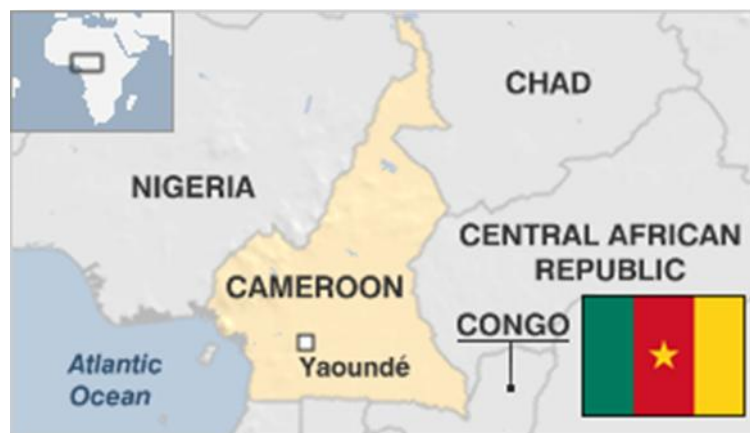 CHAD
NIGERIA
CENTRAL AFRICAN
REPUBLIC
CAMEROON
CONGO
Yaoundé
Atlantic
Ocean